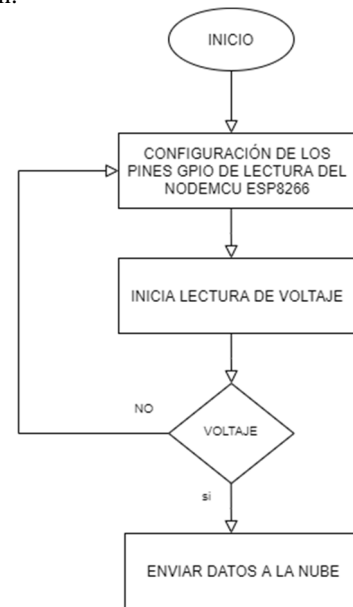 n.
INICIO
CONFIGURACIÓN DE LOS
PINES GPIO DE LECTURA DEL
NODEMCU ESP8266
INICIA LECTURA DE VOLTAJE
NO
VOLTAJE
si
ENVIAR DATOS A LA NUBE